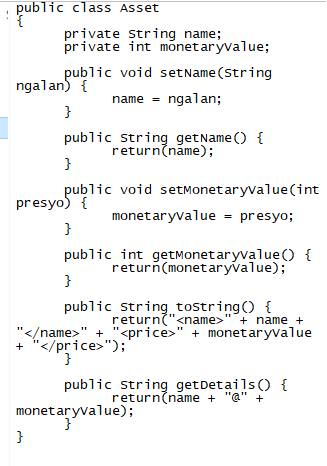 public class Asset
{
private String name;
private int monetaryValue;
public void setName(String
ngalan) {
name = ngalan;
}
public String getName() {
return(name);
}
public void setMonetaryValue(int
presyo) {
monetaryValue = presyo;
}
public int getMonetaryValue() {
return(monetaryValue);
}
public String toString() {
return("<name>" + name +
"</name>" + "<price>" + monetaryValue
+ "</price>");
}
public String getDetails() {
return(name + "@" +
monetaryValue);
}
}